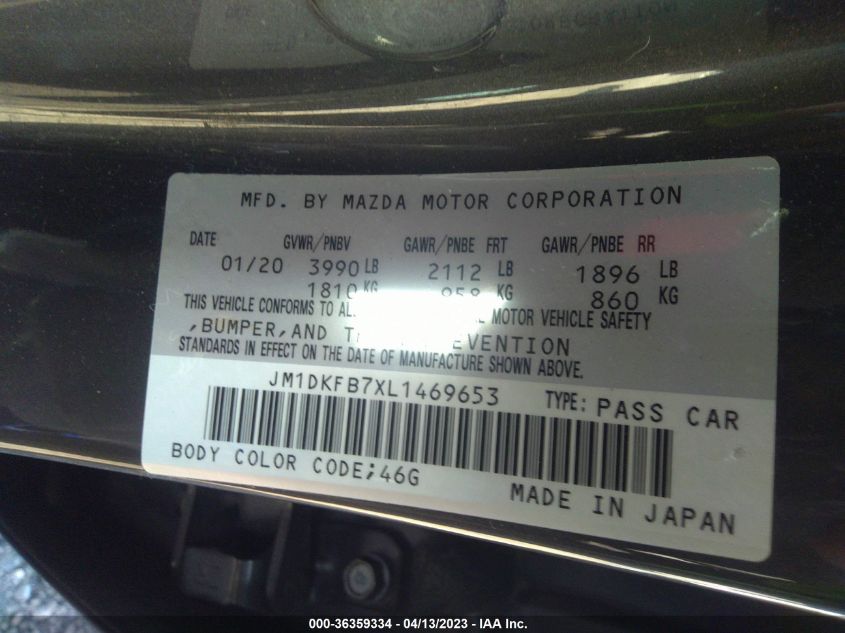 MFD. BY MAZDA MOTOR CORPORATION
DATE GVWR/PNBV GAWR/PNBE FRT GAWR/PNBE RR
01/20 3990 LB 2112 LB 1896 LB
1810 KG 958 KG 860 KG
THIS VEHICLE CONFORMS TO MOTOR VEHICLE SAFETY
,BUMPER,AND
STANDARDS IN EFFECT ON THE DATE OF MANUFACTURE SHOWN ABOVE.
JM1DKFB7XL1469653 TYPE: PASS CAR
BODY COLOR CODE;46G
MADE IN JAPAN
000-36359334 - 04/13/2023 - IAA Inc.